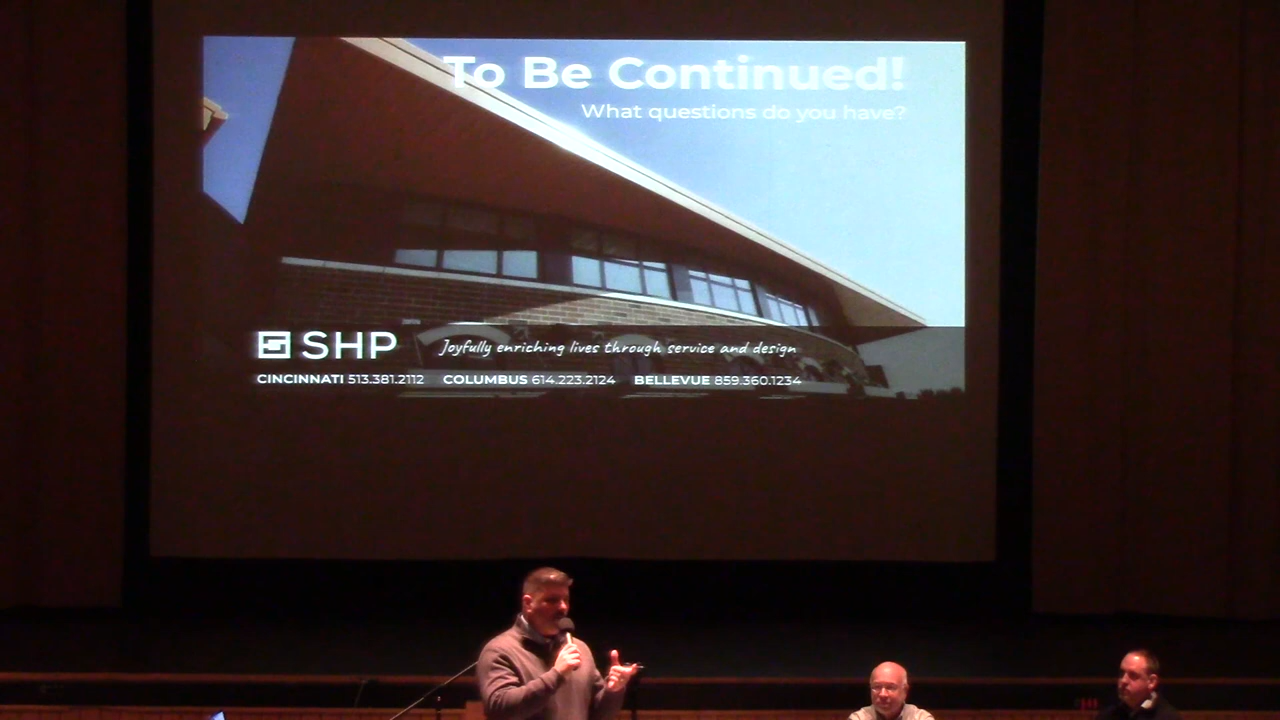 To Be Continued!
What questions do you have?
SHP
Joyfully enriching lives through service and design
CINCINNATI 513.381.2112 COLUMBUS 614.223.2124 BELLEVUE 859.360.1234